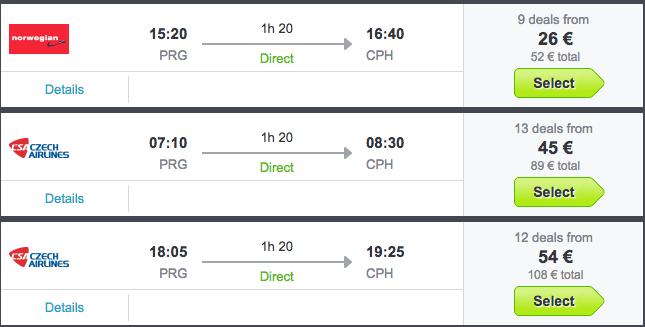 norwegian
15:20 1h 20 16:40
PRG Direct CPH
Details
9 deals from
26 €
52 € total
Select
CSA CZECH AIRLINES
07:10 1h 20 08:30
PRG Direct CPH
Details
13 deals from
45 €
89 € total
Select
CSA CZECH AIRLINES
18:05 1h 20 19:25
PRG Direct CPH
Details
12 deals from
54 €
108 € total
Select